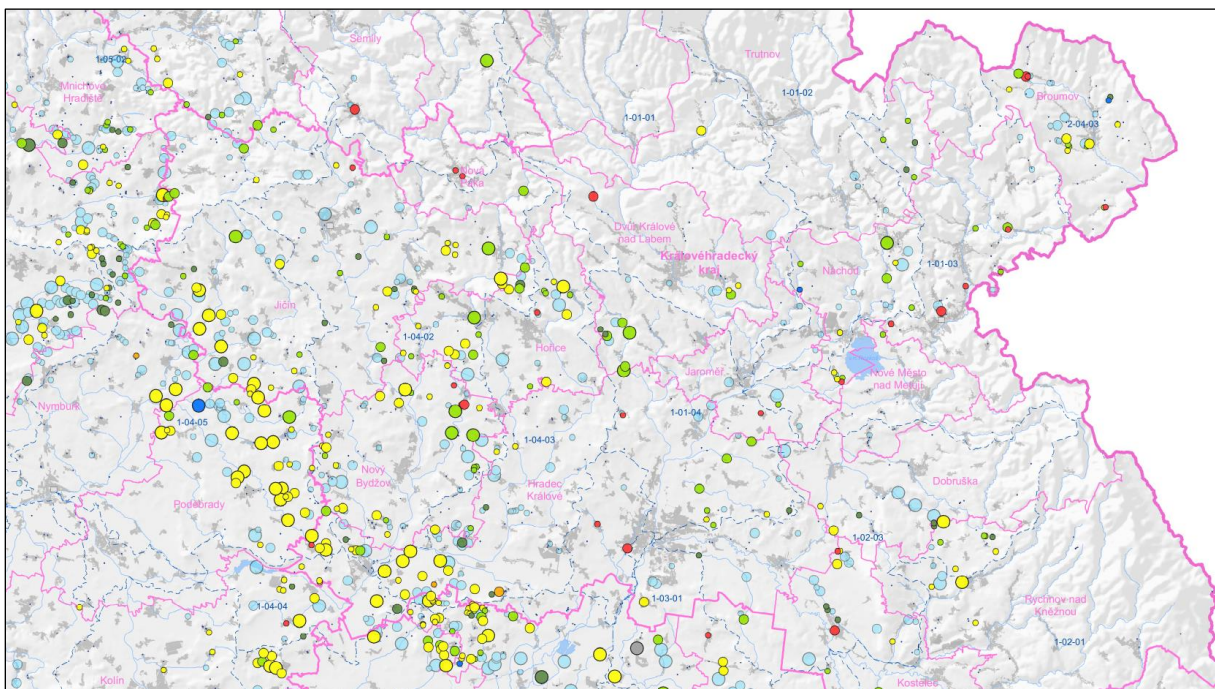 Semily
Trutnov
1-05-02
Mnichovo
Hradiště
1-01-02
Broumov
1-01-01
2-04-03
Nová
Paka
Dvůr Králové
nad Labem
Královéhradecký
kraj
Náchod
1-01-03
Jičín
1-04-02
Hořice
Jaroměř
Nové Město
nad Metují
Nymburk
1-04-05
1-01-04
1-04-03
Nový
Bydžov
Hradec
Králové
Dobruška
Poděbrady
1-02-03
1-04-04
1-03-01
Rychnov nad
Kněžnou
1-02-01
Kolín
Kostelec